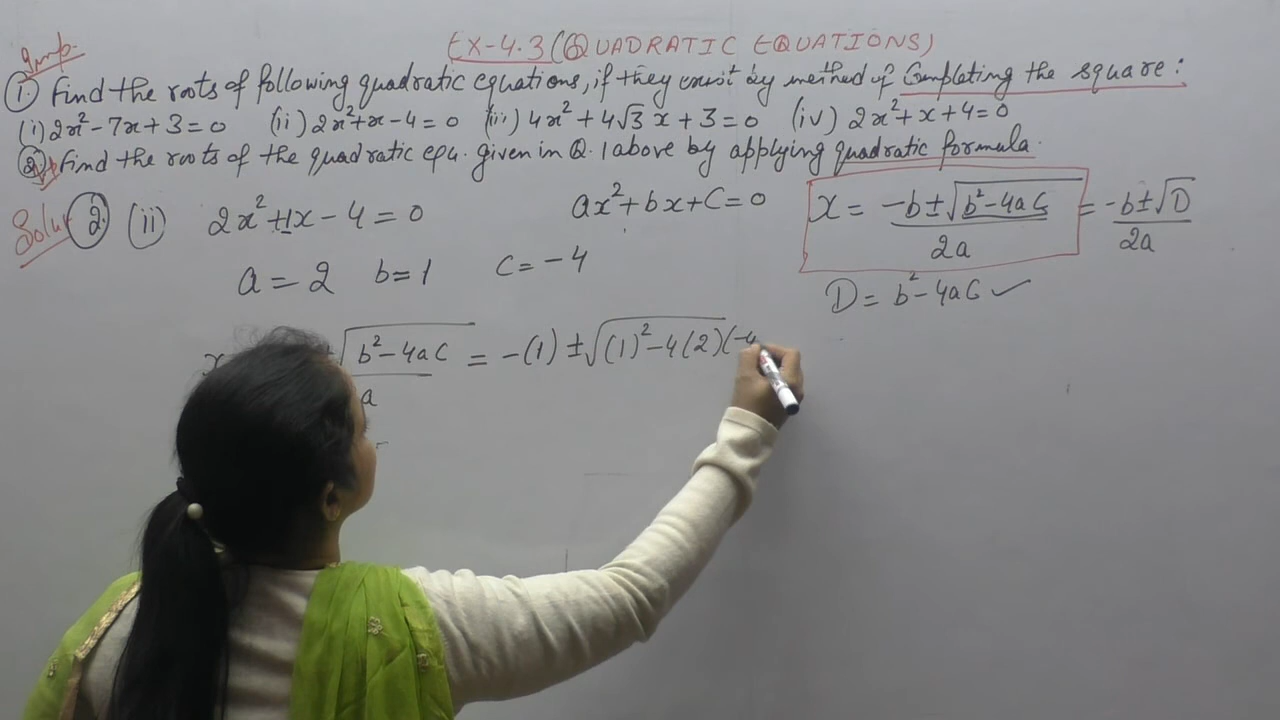 Imp.
EX-4.3 (QUADRATIC EQUATIONS)
1. Find the roots of following quadratic equations, if they exist by method of Completing the square:
(i) 2x² - 7x + 3 = 0 (ii) 2x² + x - 4 = 0 (iii) 4x² + 4√3 x + 3 = 0 (iv) 2x² + x + 4 = 0
2. Find the roots of the quadratic equ. given in Q. 1 above by applying quadratic formula.
Solu 2. (ii) 2x² + 1x - 4 = 0 ax² + bx + C = 0 x = -b ± √b² - 4aC / 2a = -b ± √D / 2a
a = 2 b = 1 C = -4 D = b² - 4aC ✓
x ± √b² - 4aC / a = -(1) ± √(1)² - 4(2)(-4